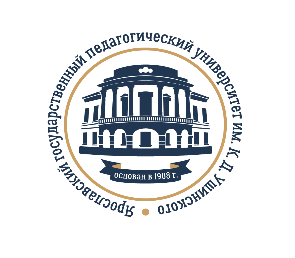 Ярославский государственный педагогический университет им. К. Д. Ушинского
основан в 1908 г.